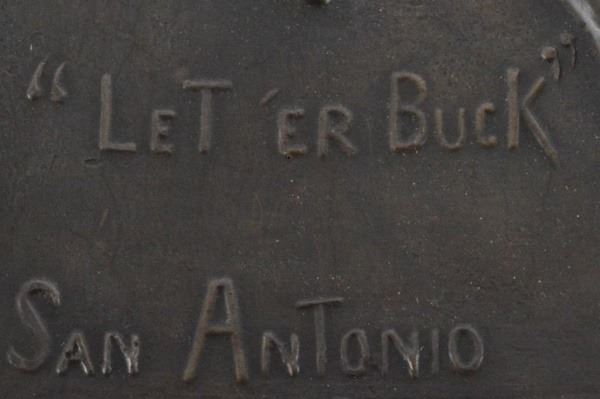 “LeT ’er BucK”
San AnTonio